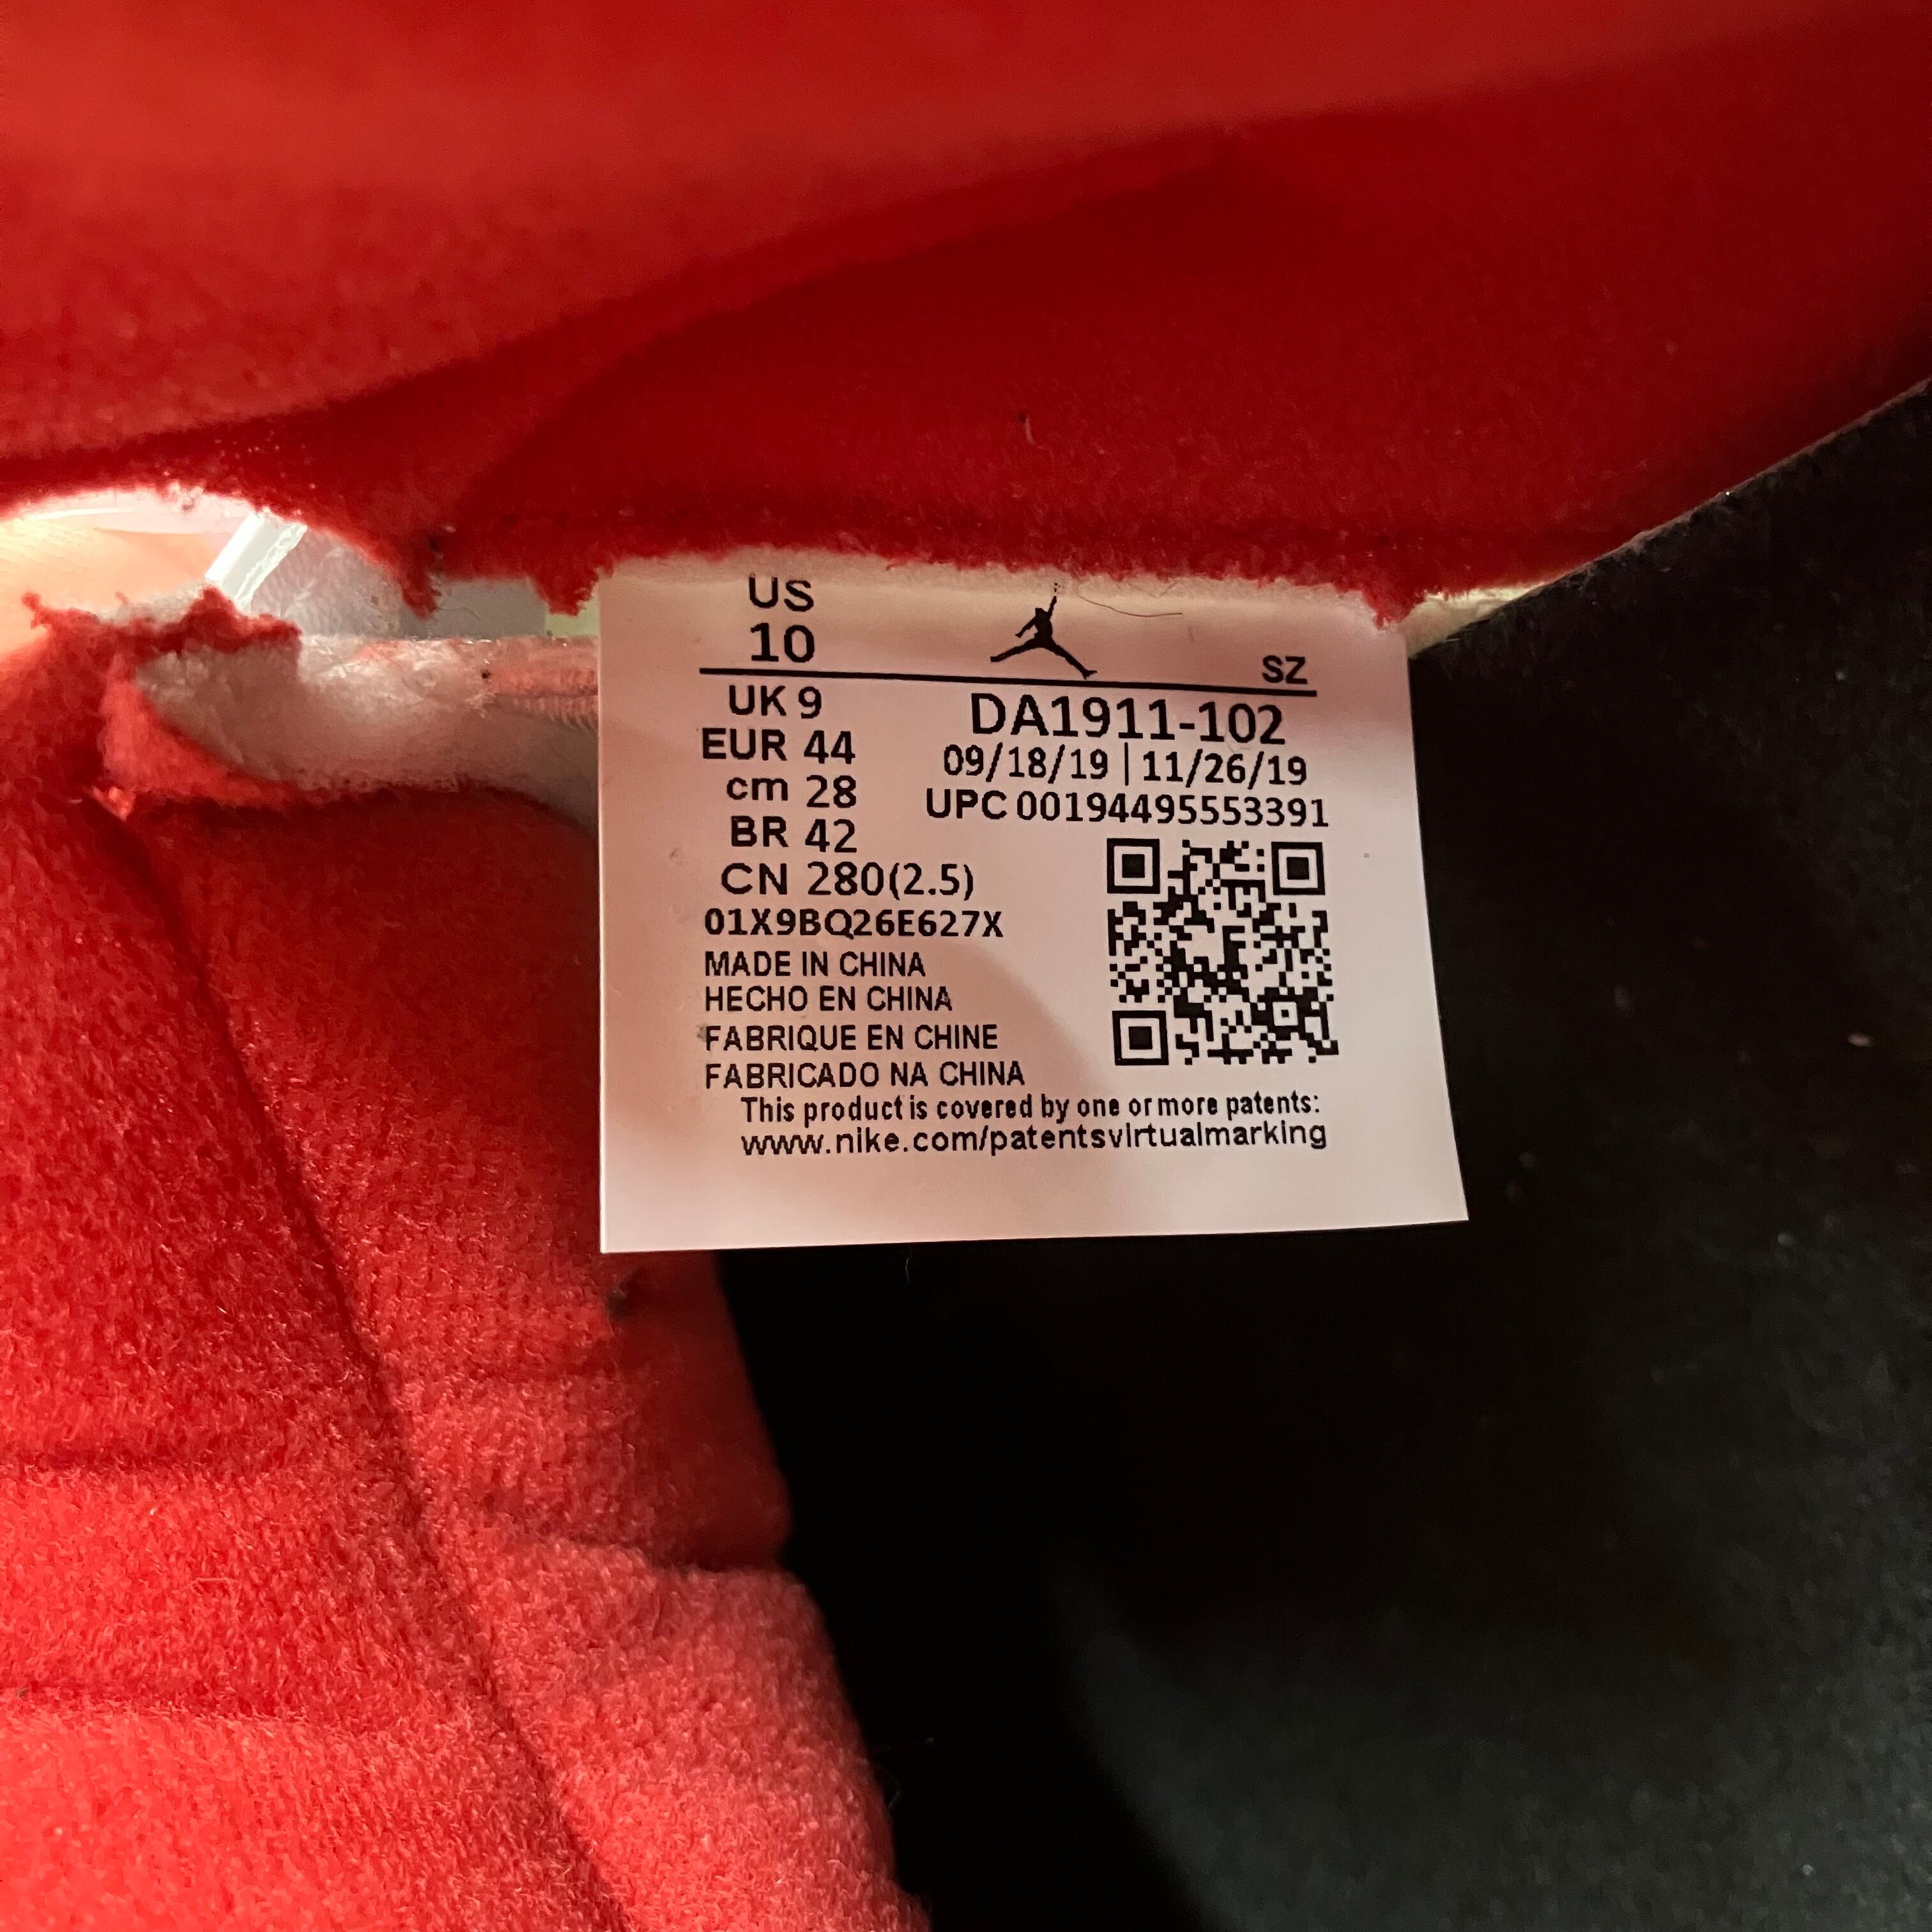 US
10
SZ
UK 9
DA1911-102
EUR 44
09/18/19 | 11/26/19
cm 28
UPC 00194495553391
BR 42
CN 280(2.5)
01X9BQ26E627X
MADE IN CHINA
HECHO EN CHINA
FABRIQUE EN CHINE
FABRICADO NA CHINA
This product is covered by one or more patents:
www.nike.com/patentsvirtualmarking